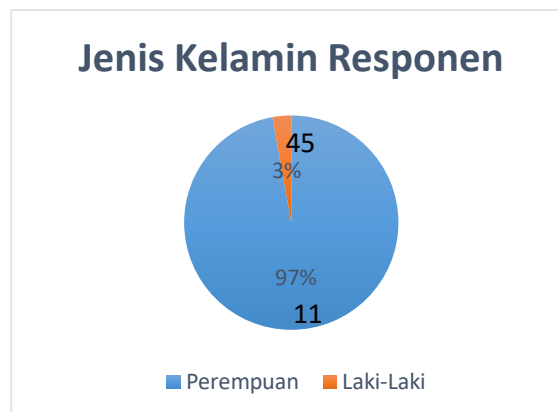 Jenis Kelamin Responen
45
3%
97%
11
Perempuan Laki-Laki